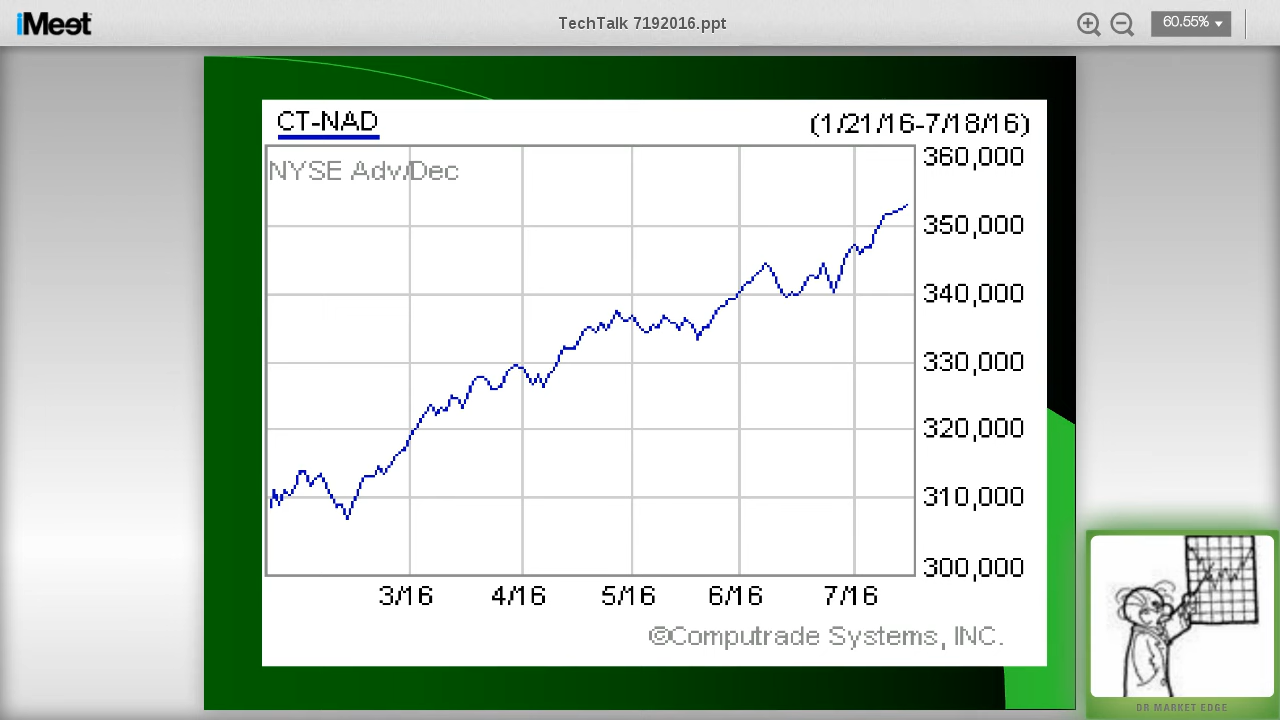 iMeet
TechTalk 7192016.ppt
60.55%
CT-NAD
(1/21/16-7/18/16)
NYSE Adv/Dec
360,000
350,000
340,000
330,000
320,000
310,000
300,000
3/16 4/16 5/16 6/16 7/16
©Computrade Systems, INC.
DR MARKET EDGE